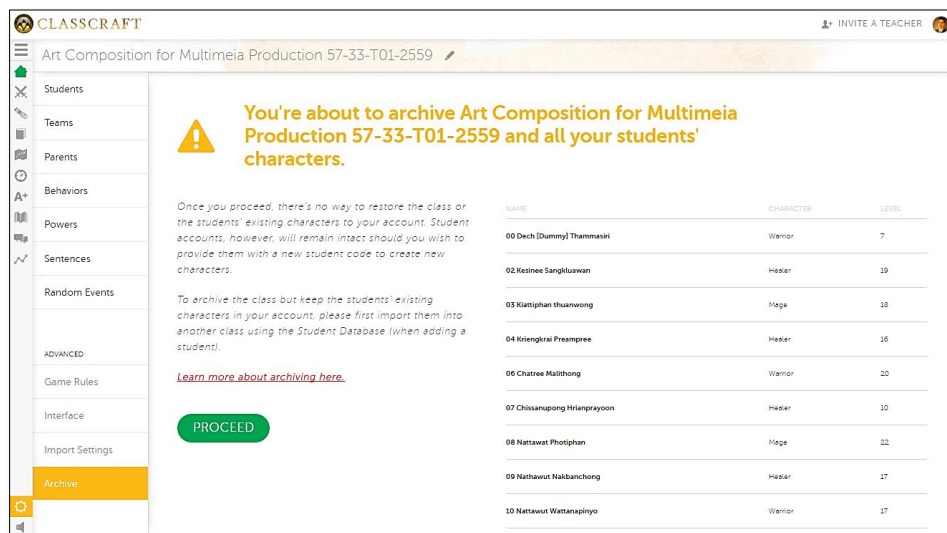 CLASSCRAFT
INVITE A TEACHER
Art Composition for Multimeia Production 57-33-T01-2559
Students
Teams
Parents
Behaviors
Powers
Sentences
Random Events
ADVANCED
Game Rules
Interface
Import Settings
Archive
A+
You're about to archive Art Composition for Multimeia
Production 57-33-T01-2559 and all your students'
characters.
Once you proceed, there's no way to restore the class or
the students' existing characters to your account. Student
accounts, however, will remain intact should you wish to
provide them with a new student code to create new
characters.
To archive the class but keep the students' existing
characters in your account, please first import them into
another class using the Student Database (when adding a
student).
Learn more about archiving here.
PROCEED
NAME CHARACTER LEVEL
00 Dech [Dummy] Thammasiri Warrior 7
02 Kesinee Sangkluawan Healer 19
03 Kiattiphan thuanwong Mage 18
04 Kriengkrai Preampree Healer 16
06 Chatree Malithong Warrior 20
07 Chissanupong Hrianprayoon Healer 10
08 Nattawat Photiphan Mage 22
09 Nathawut Nakbanchong Healer 17
10 Nattawut Wattanapinyo Warrior 17